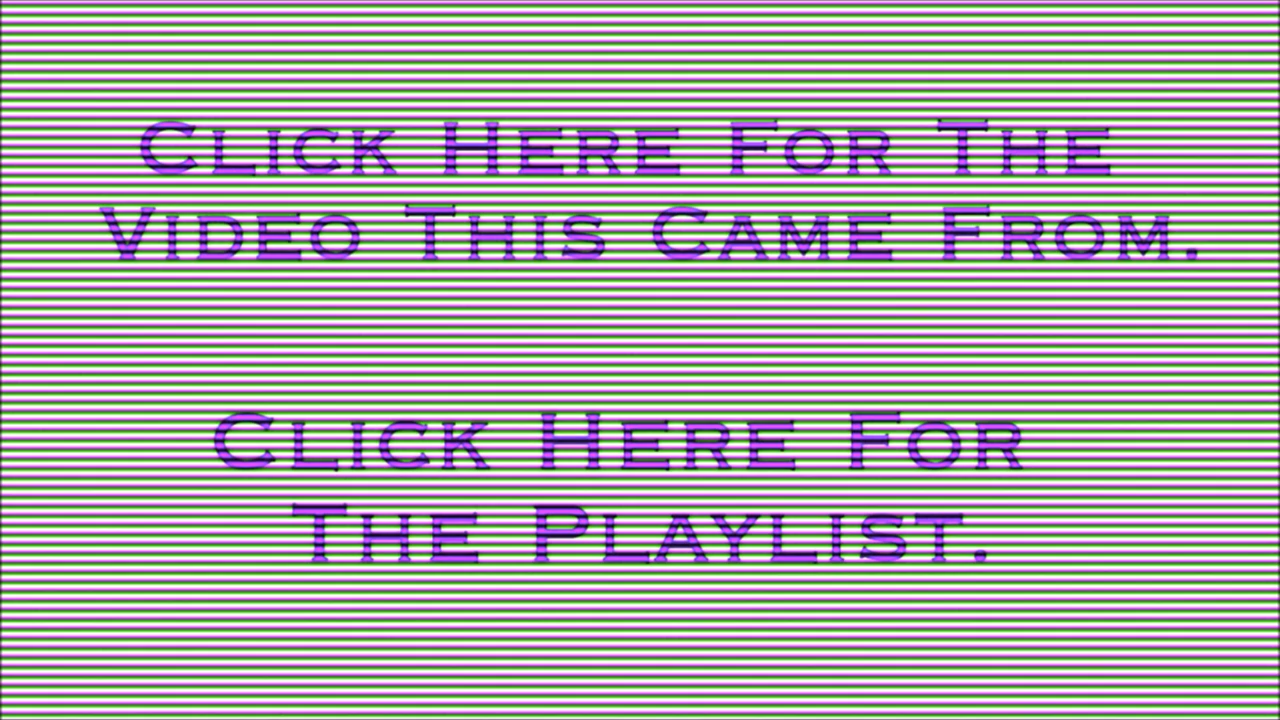 Click Here For The
Video This Came From.
Click Here For
The Playlist.